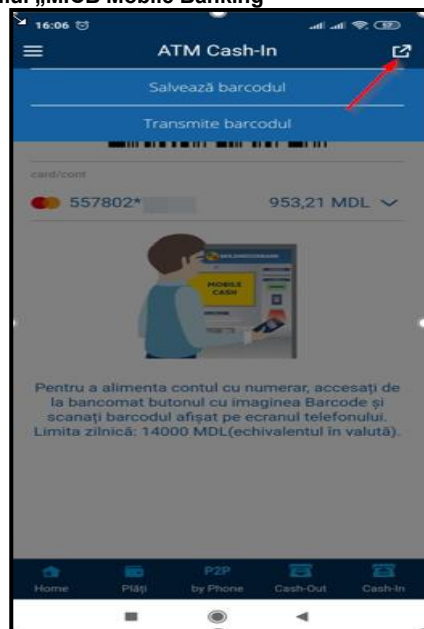 „MICB Mobile Banking
16:06
57
ATM Cash-In
Salvează barcodul
Transmite barcodul
card/cont
557802*
953,21 MDL
MOLDINDCONBANK
MOBILE
CASH
Pentru a alimenta contul cu numerar, accesați de
la bancomat butonul cu imaginea Barcode și
scanați barcodul afișat pe ecranul telefonului.
Limita zilnică: 14000 MDL(echivalentul în valută).
P2P
Home Plăți by Phone Cash-Out Cash-In